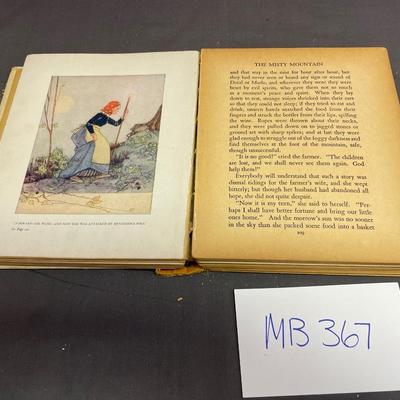 THE MISTY MOUNTAIN
and that way in the mist for hour after hour, but
they had never seen or heard any sign or sound of
David or Marie, and wherever they went they were
beset by evil spirits, who gave them not so much
as a moment's peace and quiet. When they lay
down to rest, strange voices shrieked into their ears
so that they could not sleep; if they tried to eat and
drink, unseen hands snatched the food from their
fingers and struck the bottles from their lips, spilling
the wine. Ropes were thrown about their necks,
and they were pulled down on to jagged stones or
ground set with sharp spikes; and at last they were
glad enough to struggle out of the foggy darkness and
find themselves at the foot of the mountain, safe,
though unsuccessful.
"It is no good!" cried the farmer. "The children
are lost, and we shall never see them again. God
help them!"
Everybody will understand that such a story was
dismal tidings for the farmer's wife, and she wept
bitterly; but though her husband had abandoned all
hope, she did not quite despair.
"Now it is my turn," she said to herself. "Per-
haps I shall have better fortune and bring our little
ones home." And the morrow's sun was no sooner
in the sky than she packed some food into a basket
MB 367